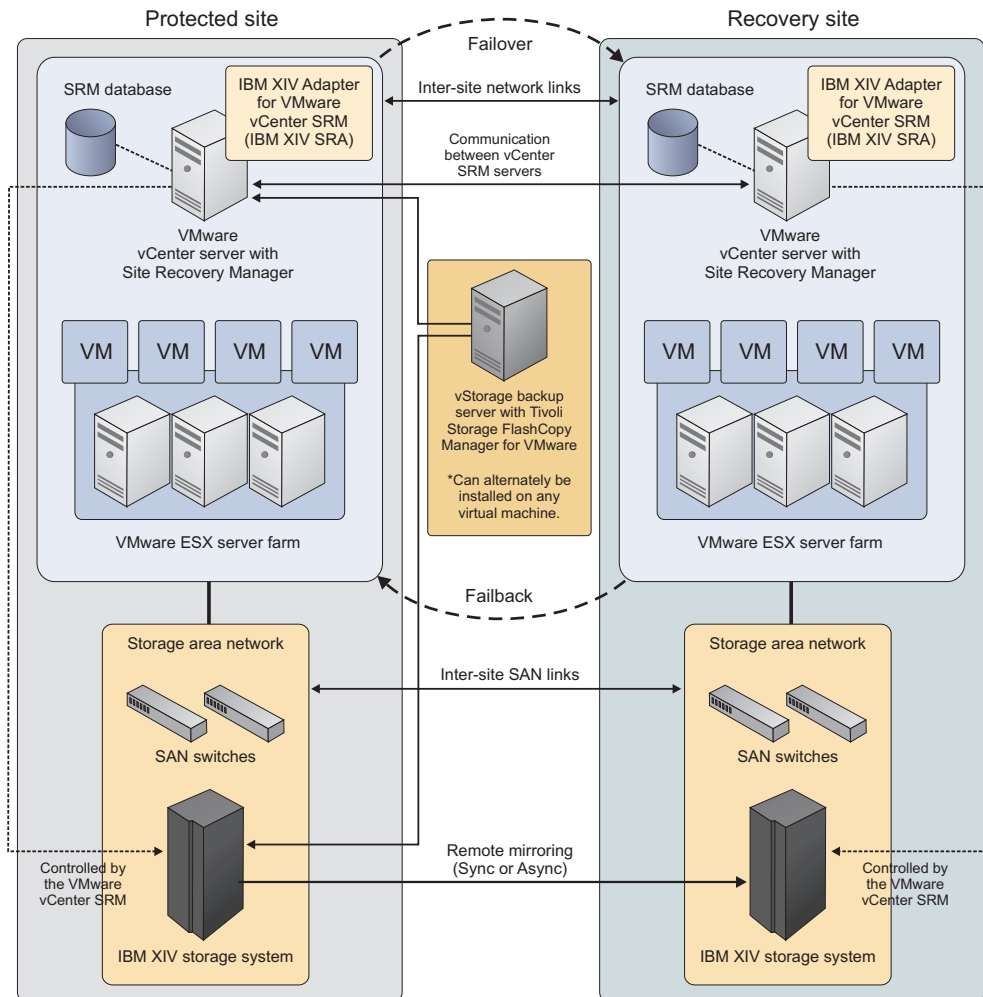 Protected site
Recovery site
Failover
SRM database
IBM XIV Adapter
for VMware
vCenter SRM
(IBM XIV SRA)
Inter-site network links
SRM database
IBM XIV Adapter
for VMware
vCenter SRM
(IBM XIV SRA)
Communication
between vCenter
SRM servers
VMware
vCenter server with
Site Recovery Manager
VMware
vCenter server with
Site Recovery Manager
VM
VM
VM
VM
VM
VM
VM
VM
vStorage backup
server with Tivoli
Storage FlashCopy
Manager for VMware
*Can alternately be
installed on any
virtual machine.
VMware ESX server farm
VMware ESX server farm
Failback
Storage area network
Storage area network
Inter-site SAN links
SAN switches
SAN switches
Controlled by
the VMware
vCenter SRM
Remote mirroring
(Sync or Async)
Controlled by
the VMware
vCenter SRM
IBM XIV storage system
IBM XIV storage system